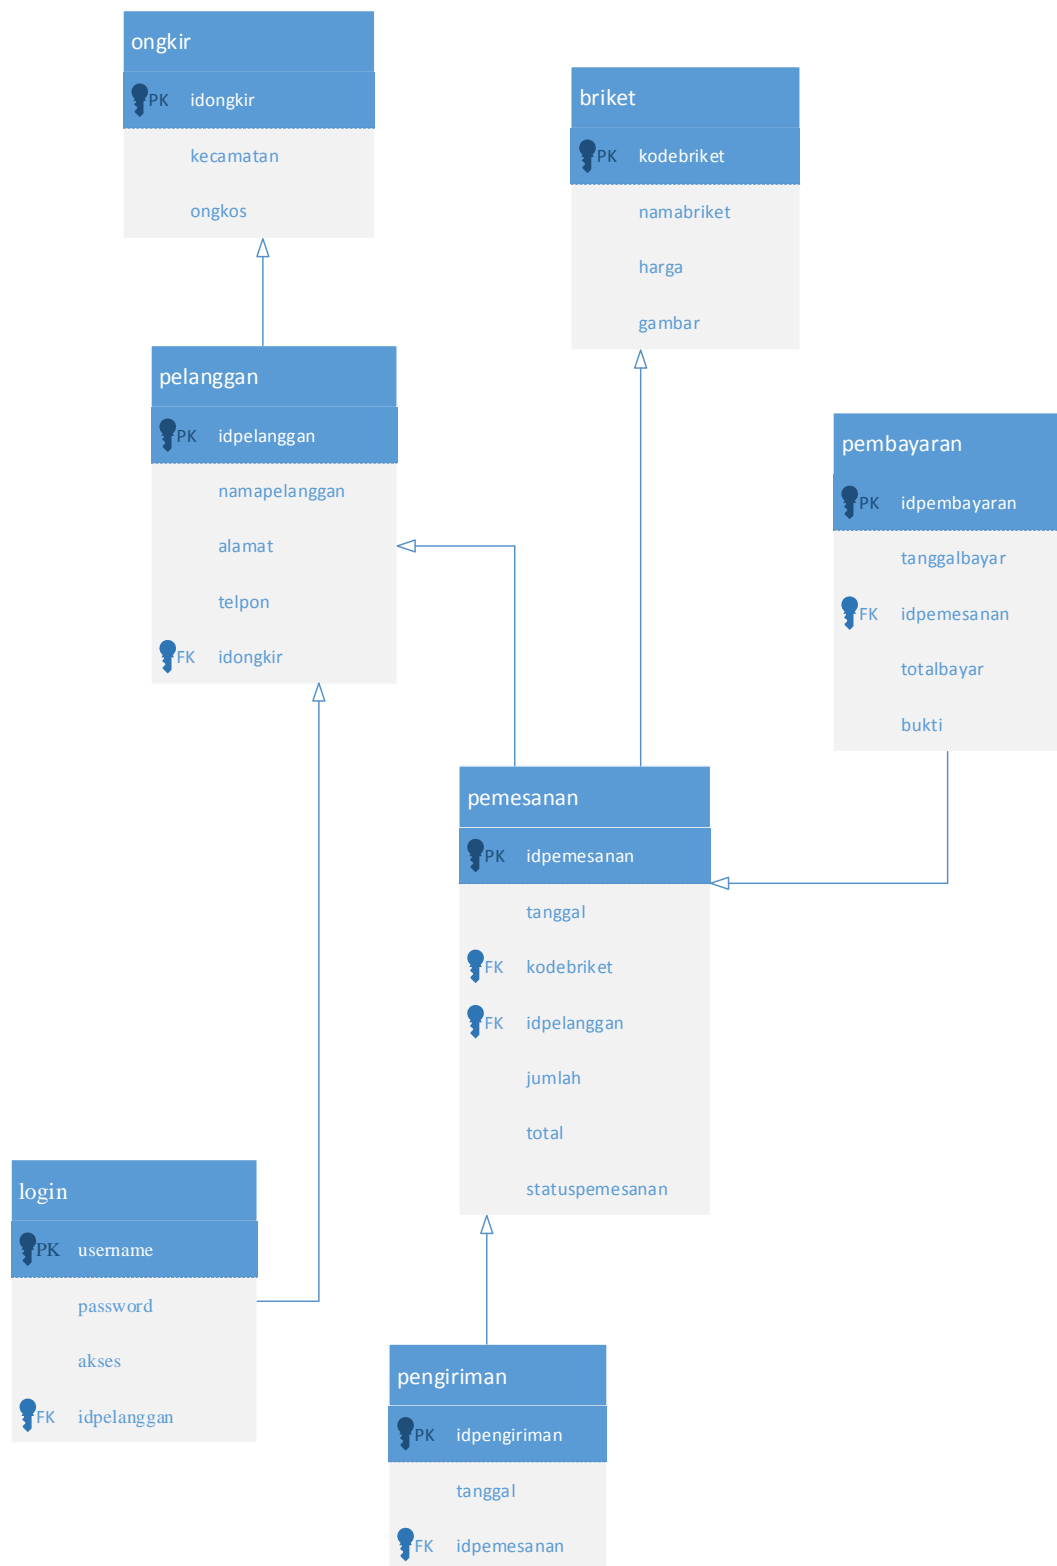 ongkir
PK idongkir
kecamatan
ongkos
briket
PK kodebriket
namabriket
harga
gambar
pelanggan
PK idpelanggan
namapelanggan
alamat
telpon
FK idongkir
pembayaran
PK idpembayaran
tanggalbayar
FK idpemesanan
totalbayar
bukti
pemesanan
PK idpemesanan
tanggal
FK kodebriket
FK idpelanggan
jumlah
total
statuspemesanan
login
PK username
password
akses
FK idpelanggan
pengiriman
PK idpengiriman
tanggal
FK idpemesanan